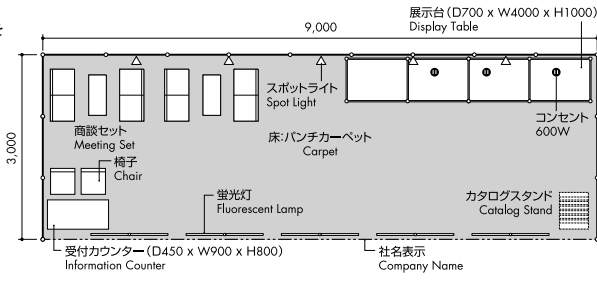 展示台(D700 x W4000 x H1000)
Display Table
9,000
スポットライト
Spot Light
コンセント
600W
商談セット
Meeting Set
床:パンチカーペット
Carpet
3,000
椅子
Chair
蛍光灯
Fluorescent Lamp
カタログスタンド
Catalog Stand
受付カウンター(D450 x W900 x H800)
Information Counter
社名表示
Company Name